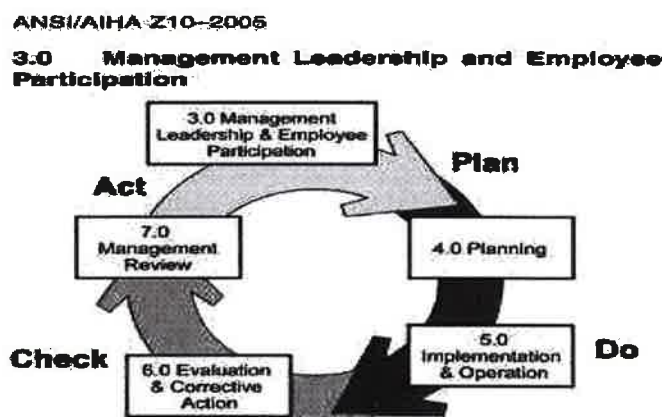 ANSI/AIHA Z10–2005
3.0 Management Leadership and Employee
Participation
3.0 Management
Leadership & Employee
Participation
Plan
Act
7.0
Management
Review
4.0 Planning
5.0
Implementation
& Operation
Do
Check
6.0 Evaluation
& Corrective
Action